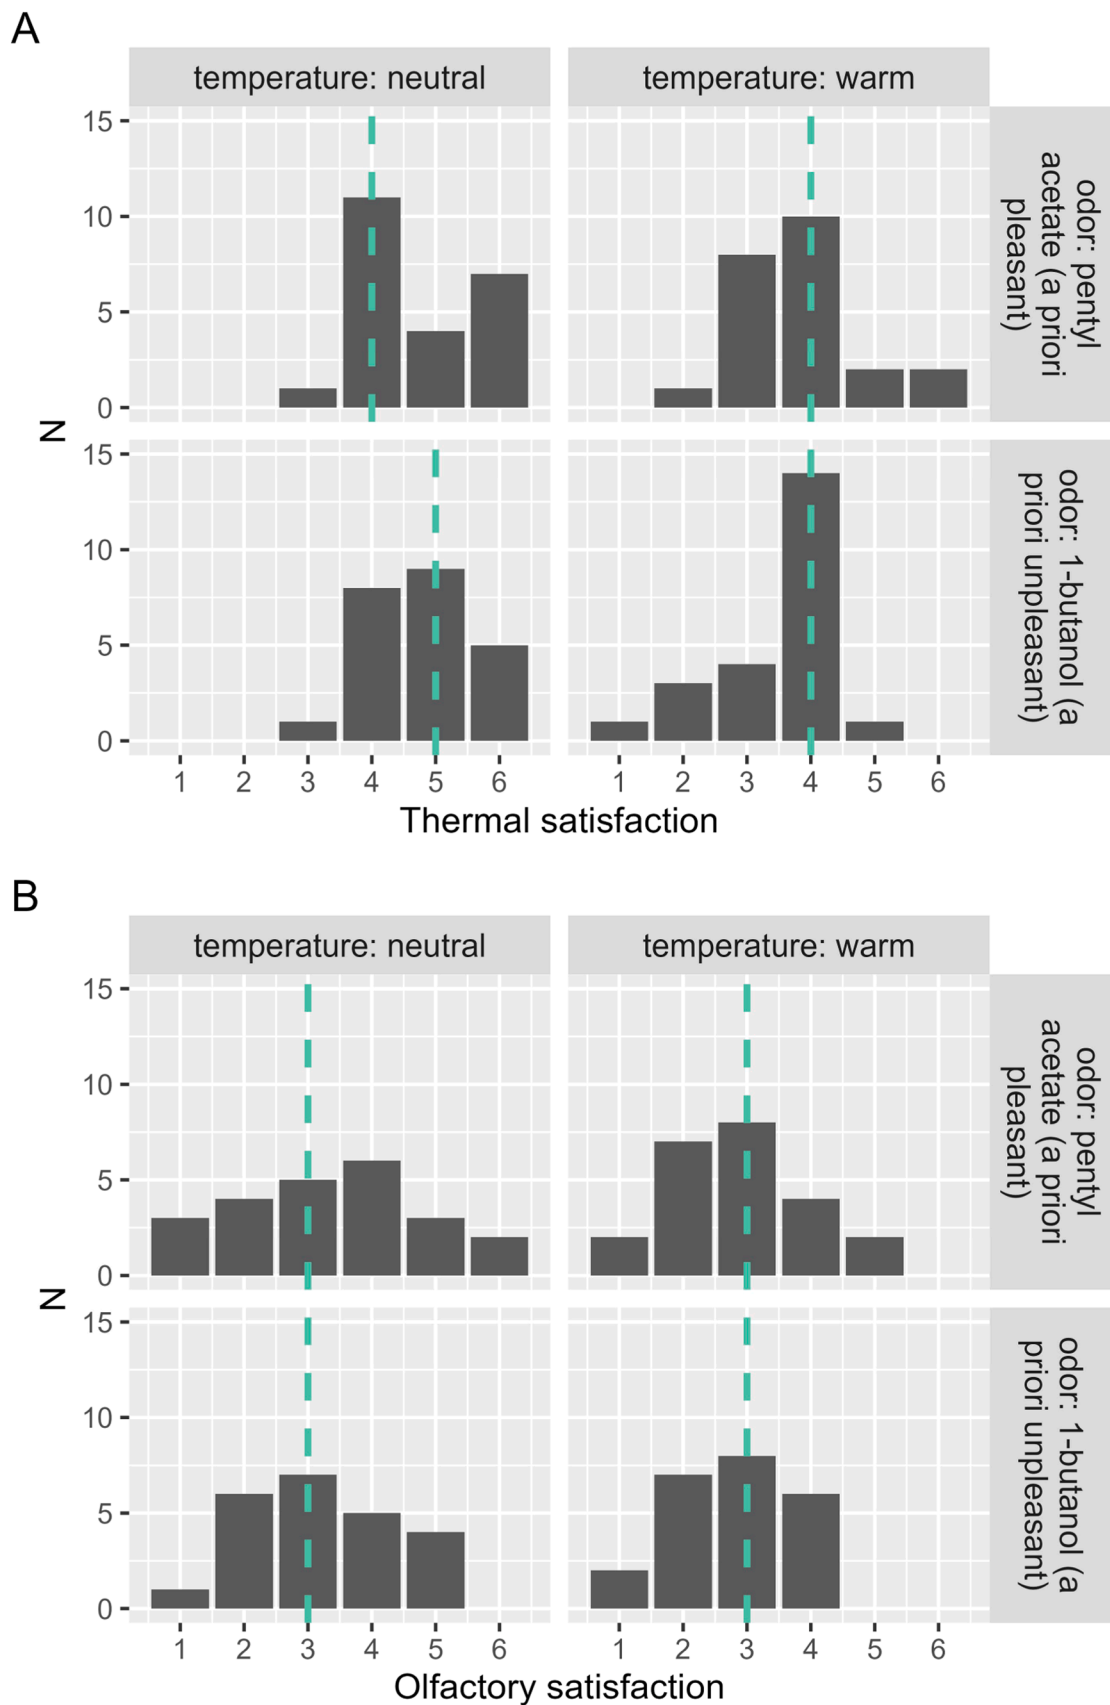 A
temperature: neutral
temperature: warm
15
10
5
0
odor: pentyl
acetate (a priori
pleasant)
N
15
10
5
0
odor: 1-butanol (a
priori unpleasant)
1 2 3 4 5 6
1 2 3 4 5 6
Thermal satisfaction
B
temperature: neutral
temperature: warm
15
10
5
0
odor: pentyl
acetate (a priori
pleasant)
N
15
10
5
0
odor: 1-butanol (a
priori unpleasant)
1 2 3 4 5 6
1 2 3 4 5 6
Olfactory satisfaction